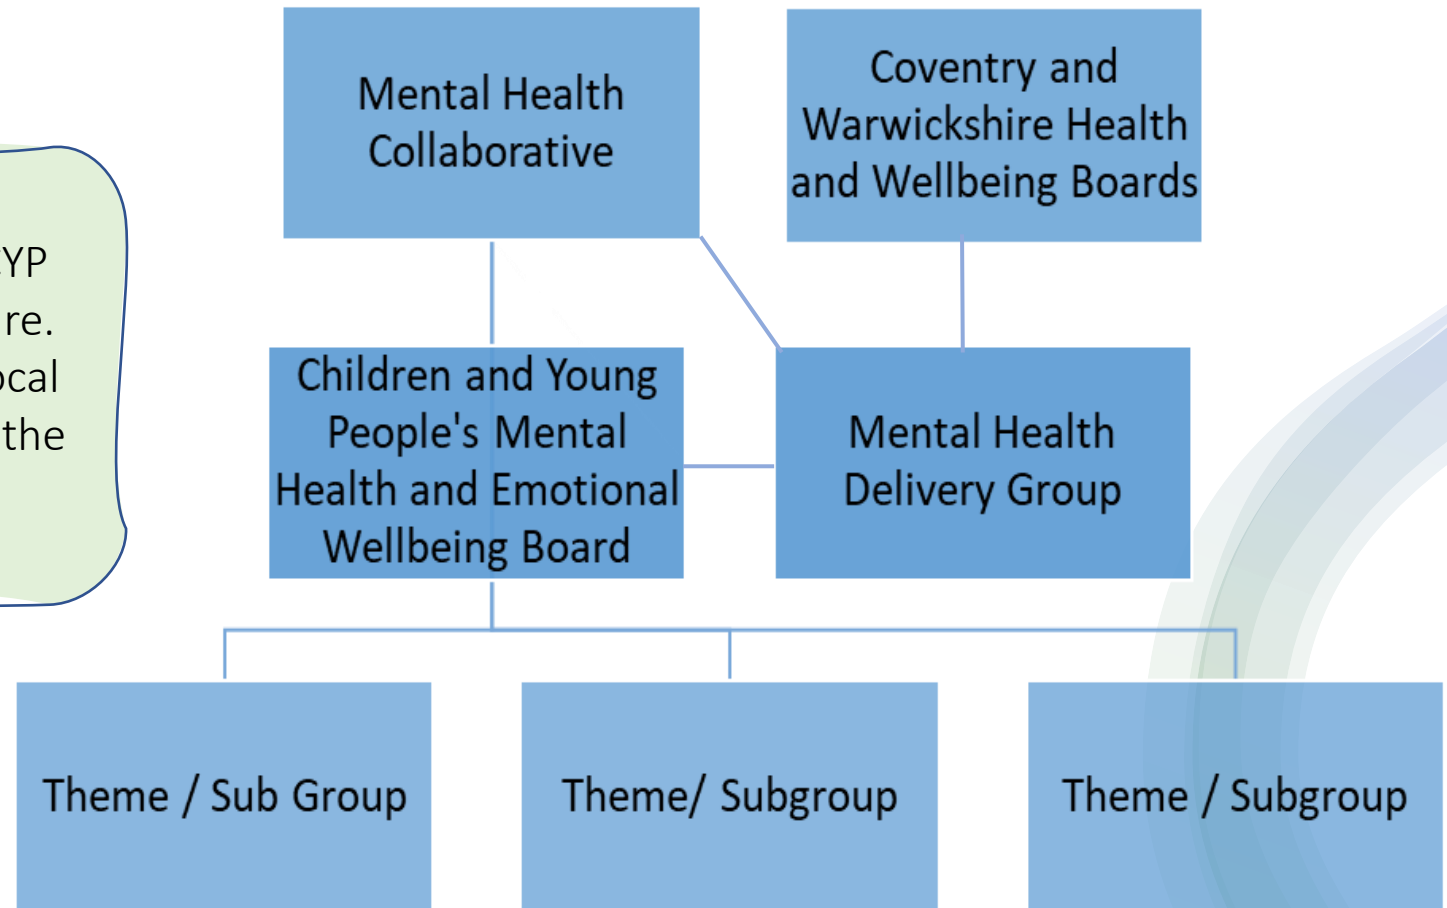 Mental Health
Collaborative
Coventry and
Warwickshire Health
and Wellbeing Boards
CYP
re.
ocal
the
Children and Young
People's Mental
Health and Emotional
Wellbeing Board
Mental Health
Delivery Group
Theme / Sub Group
Theme/ Subgroup
Theme / Subgroup